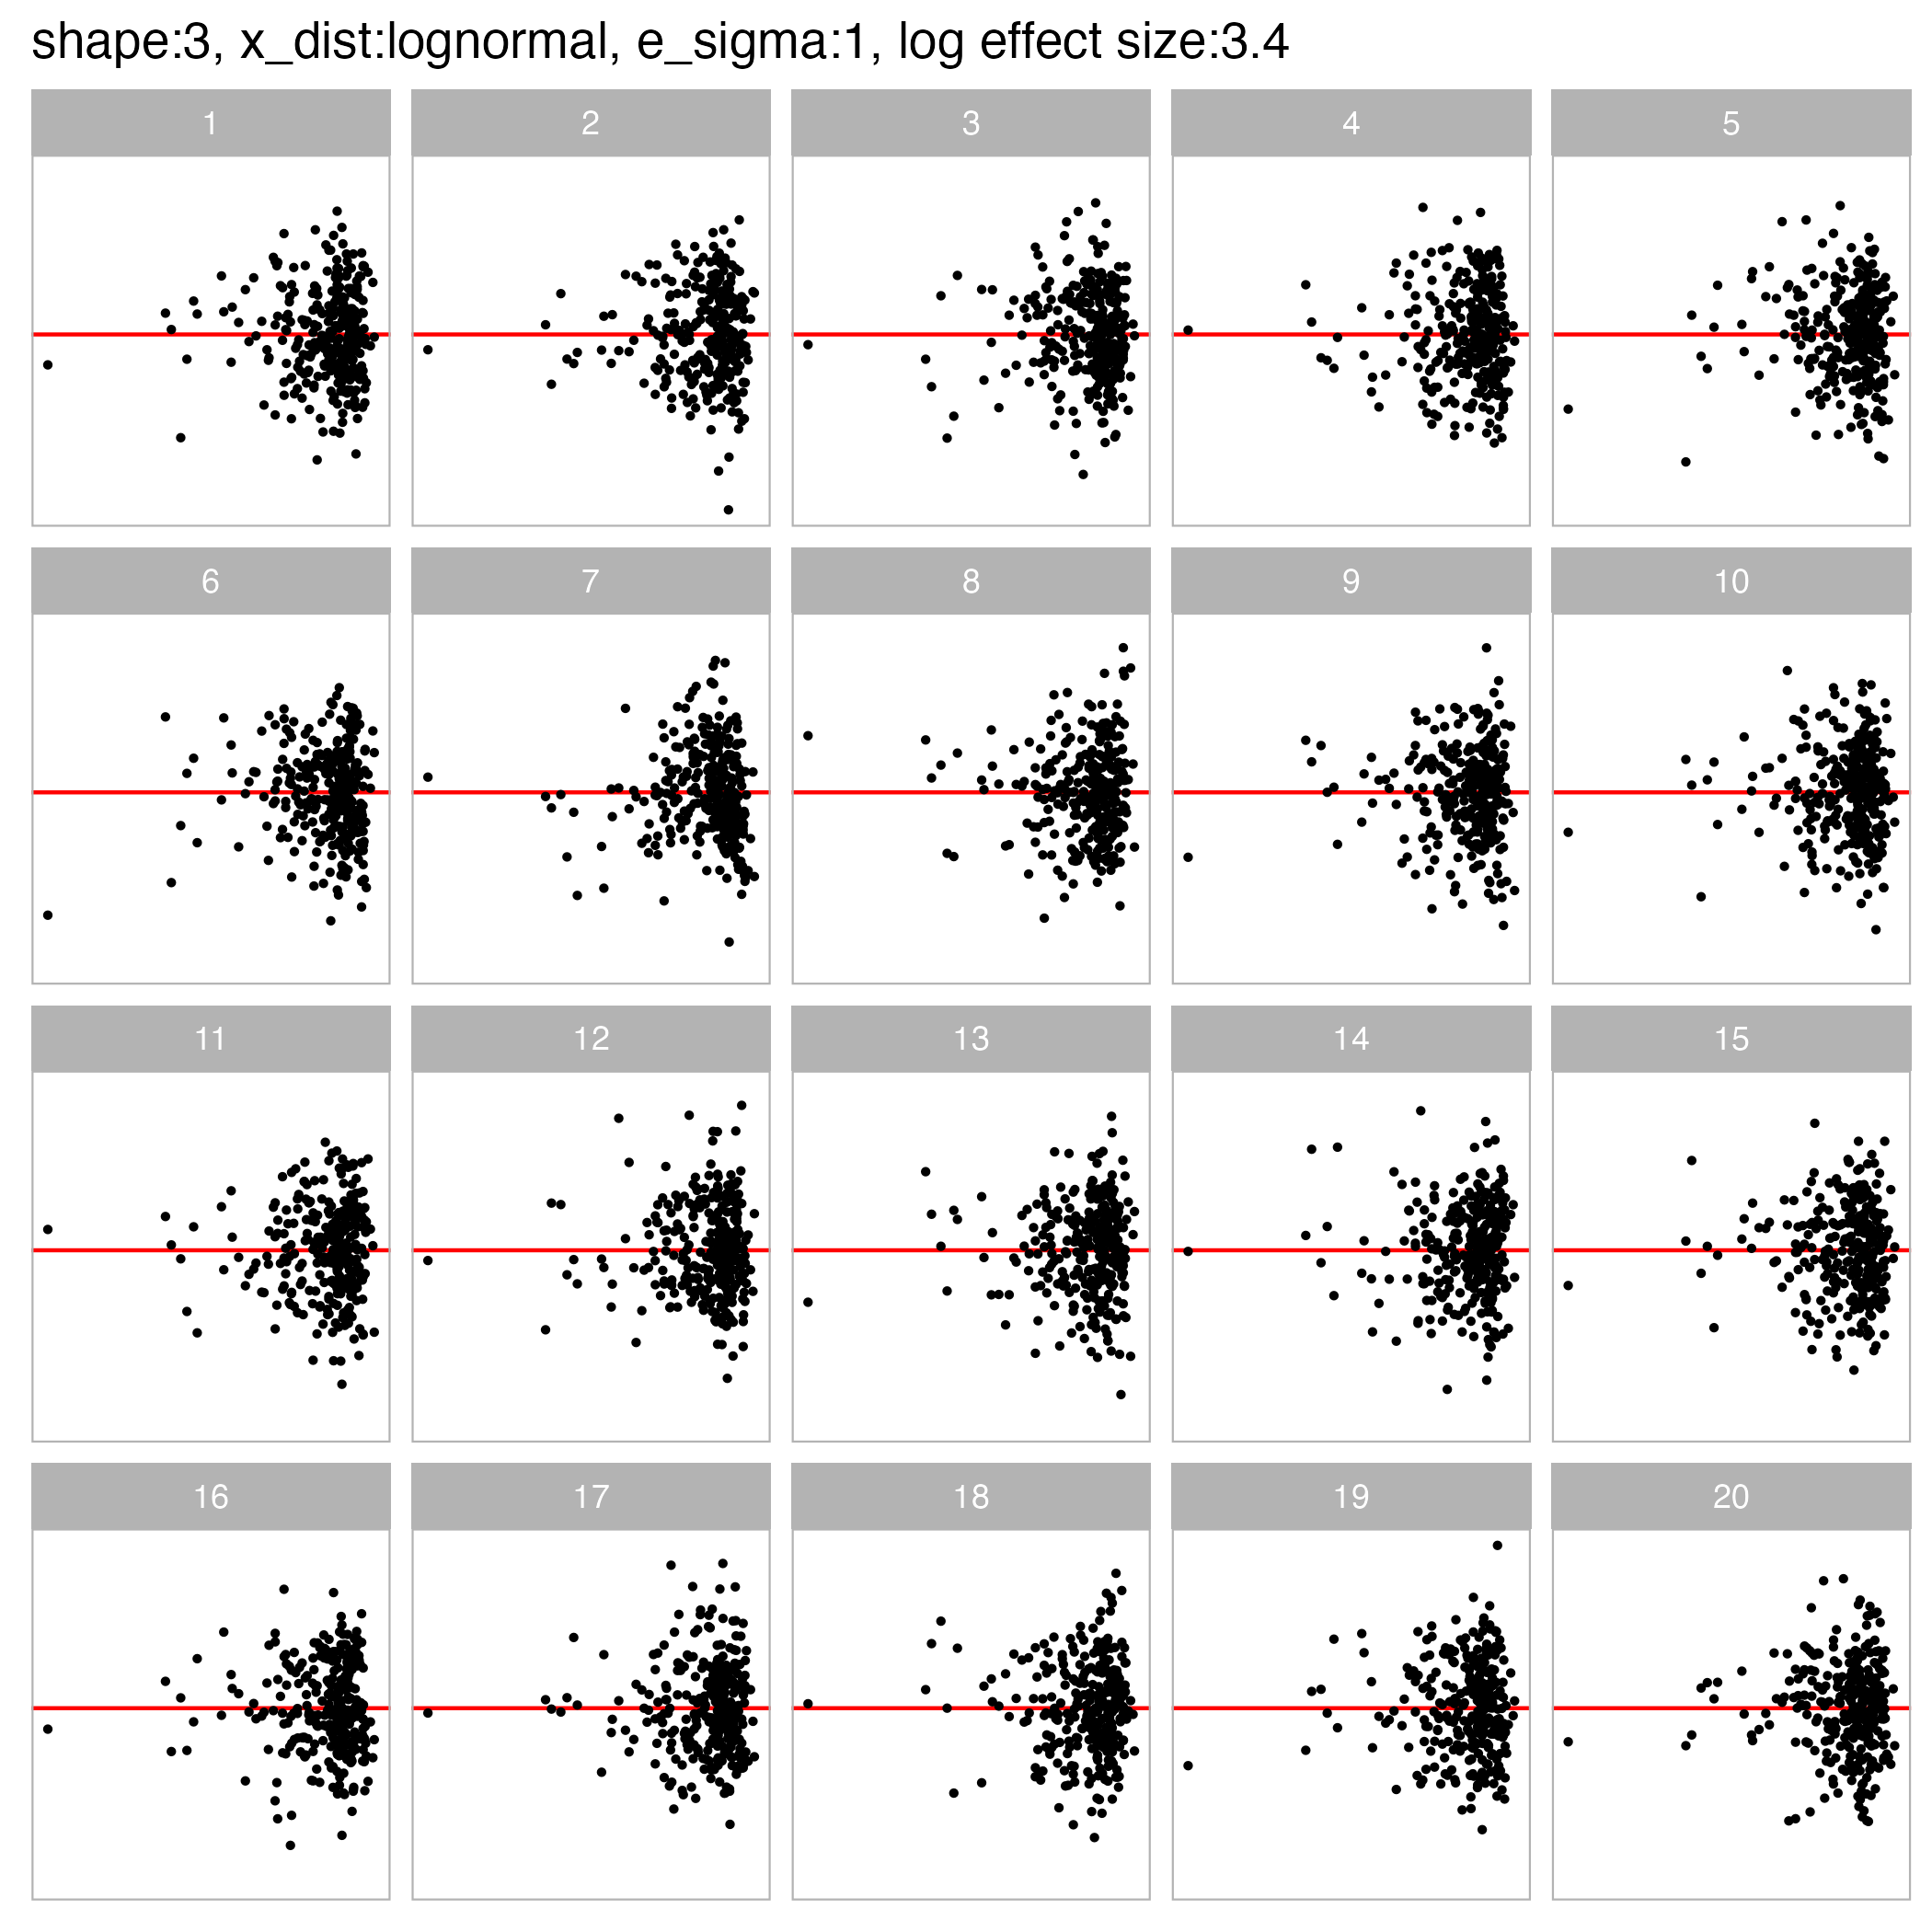 shape:3, x_dist:lognormal, e_sigma:1, log effect size:3.4
1 2 3 4 5
6 7 8 9 10
11 12 13 14 15
16 17 18 19 20